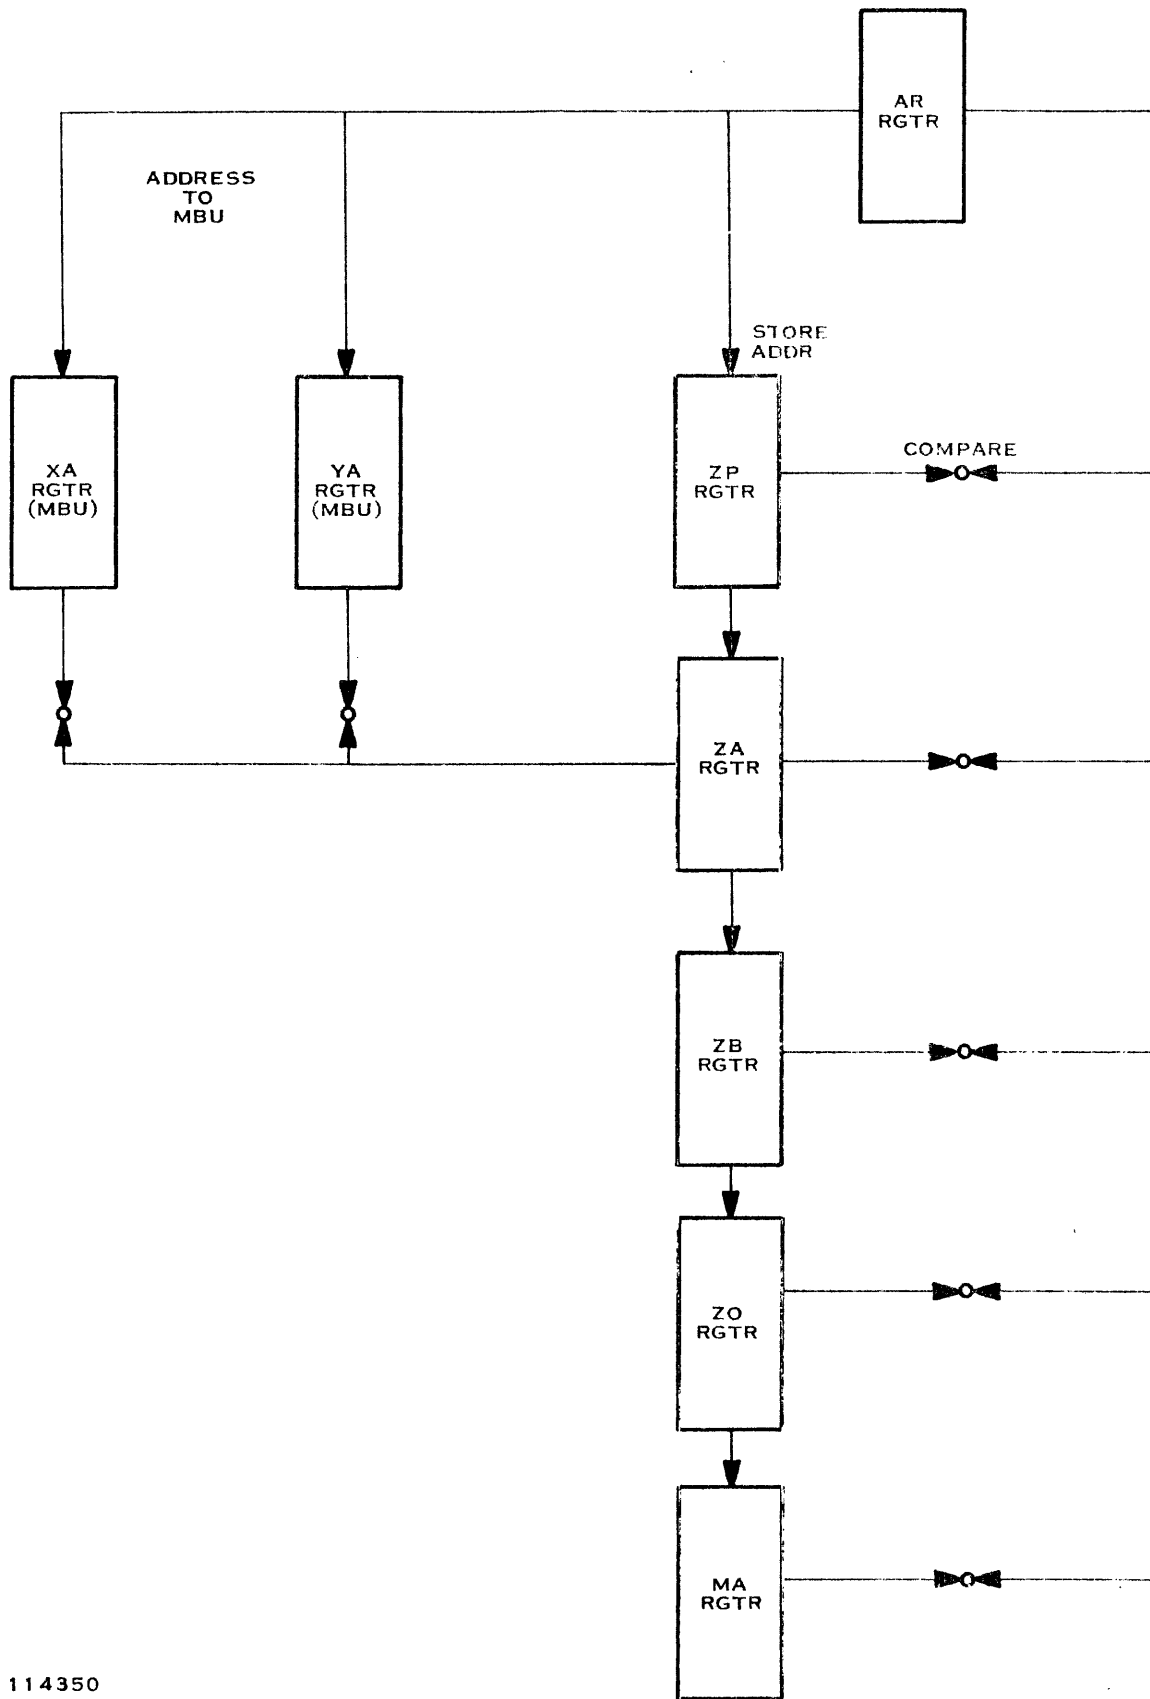 AR
RGTR
ADDRESS
TO
MBU
STORE
ADDR
XA
RGTR
(MBU)
YA
RGTR
(MBU)
ZP
RGTR
COMPARE
ZA
RGTR
ZB
RGTR
ZO
RGTR
MA
RGTR
114350